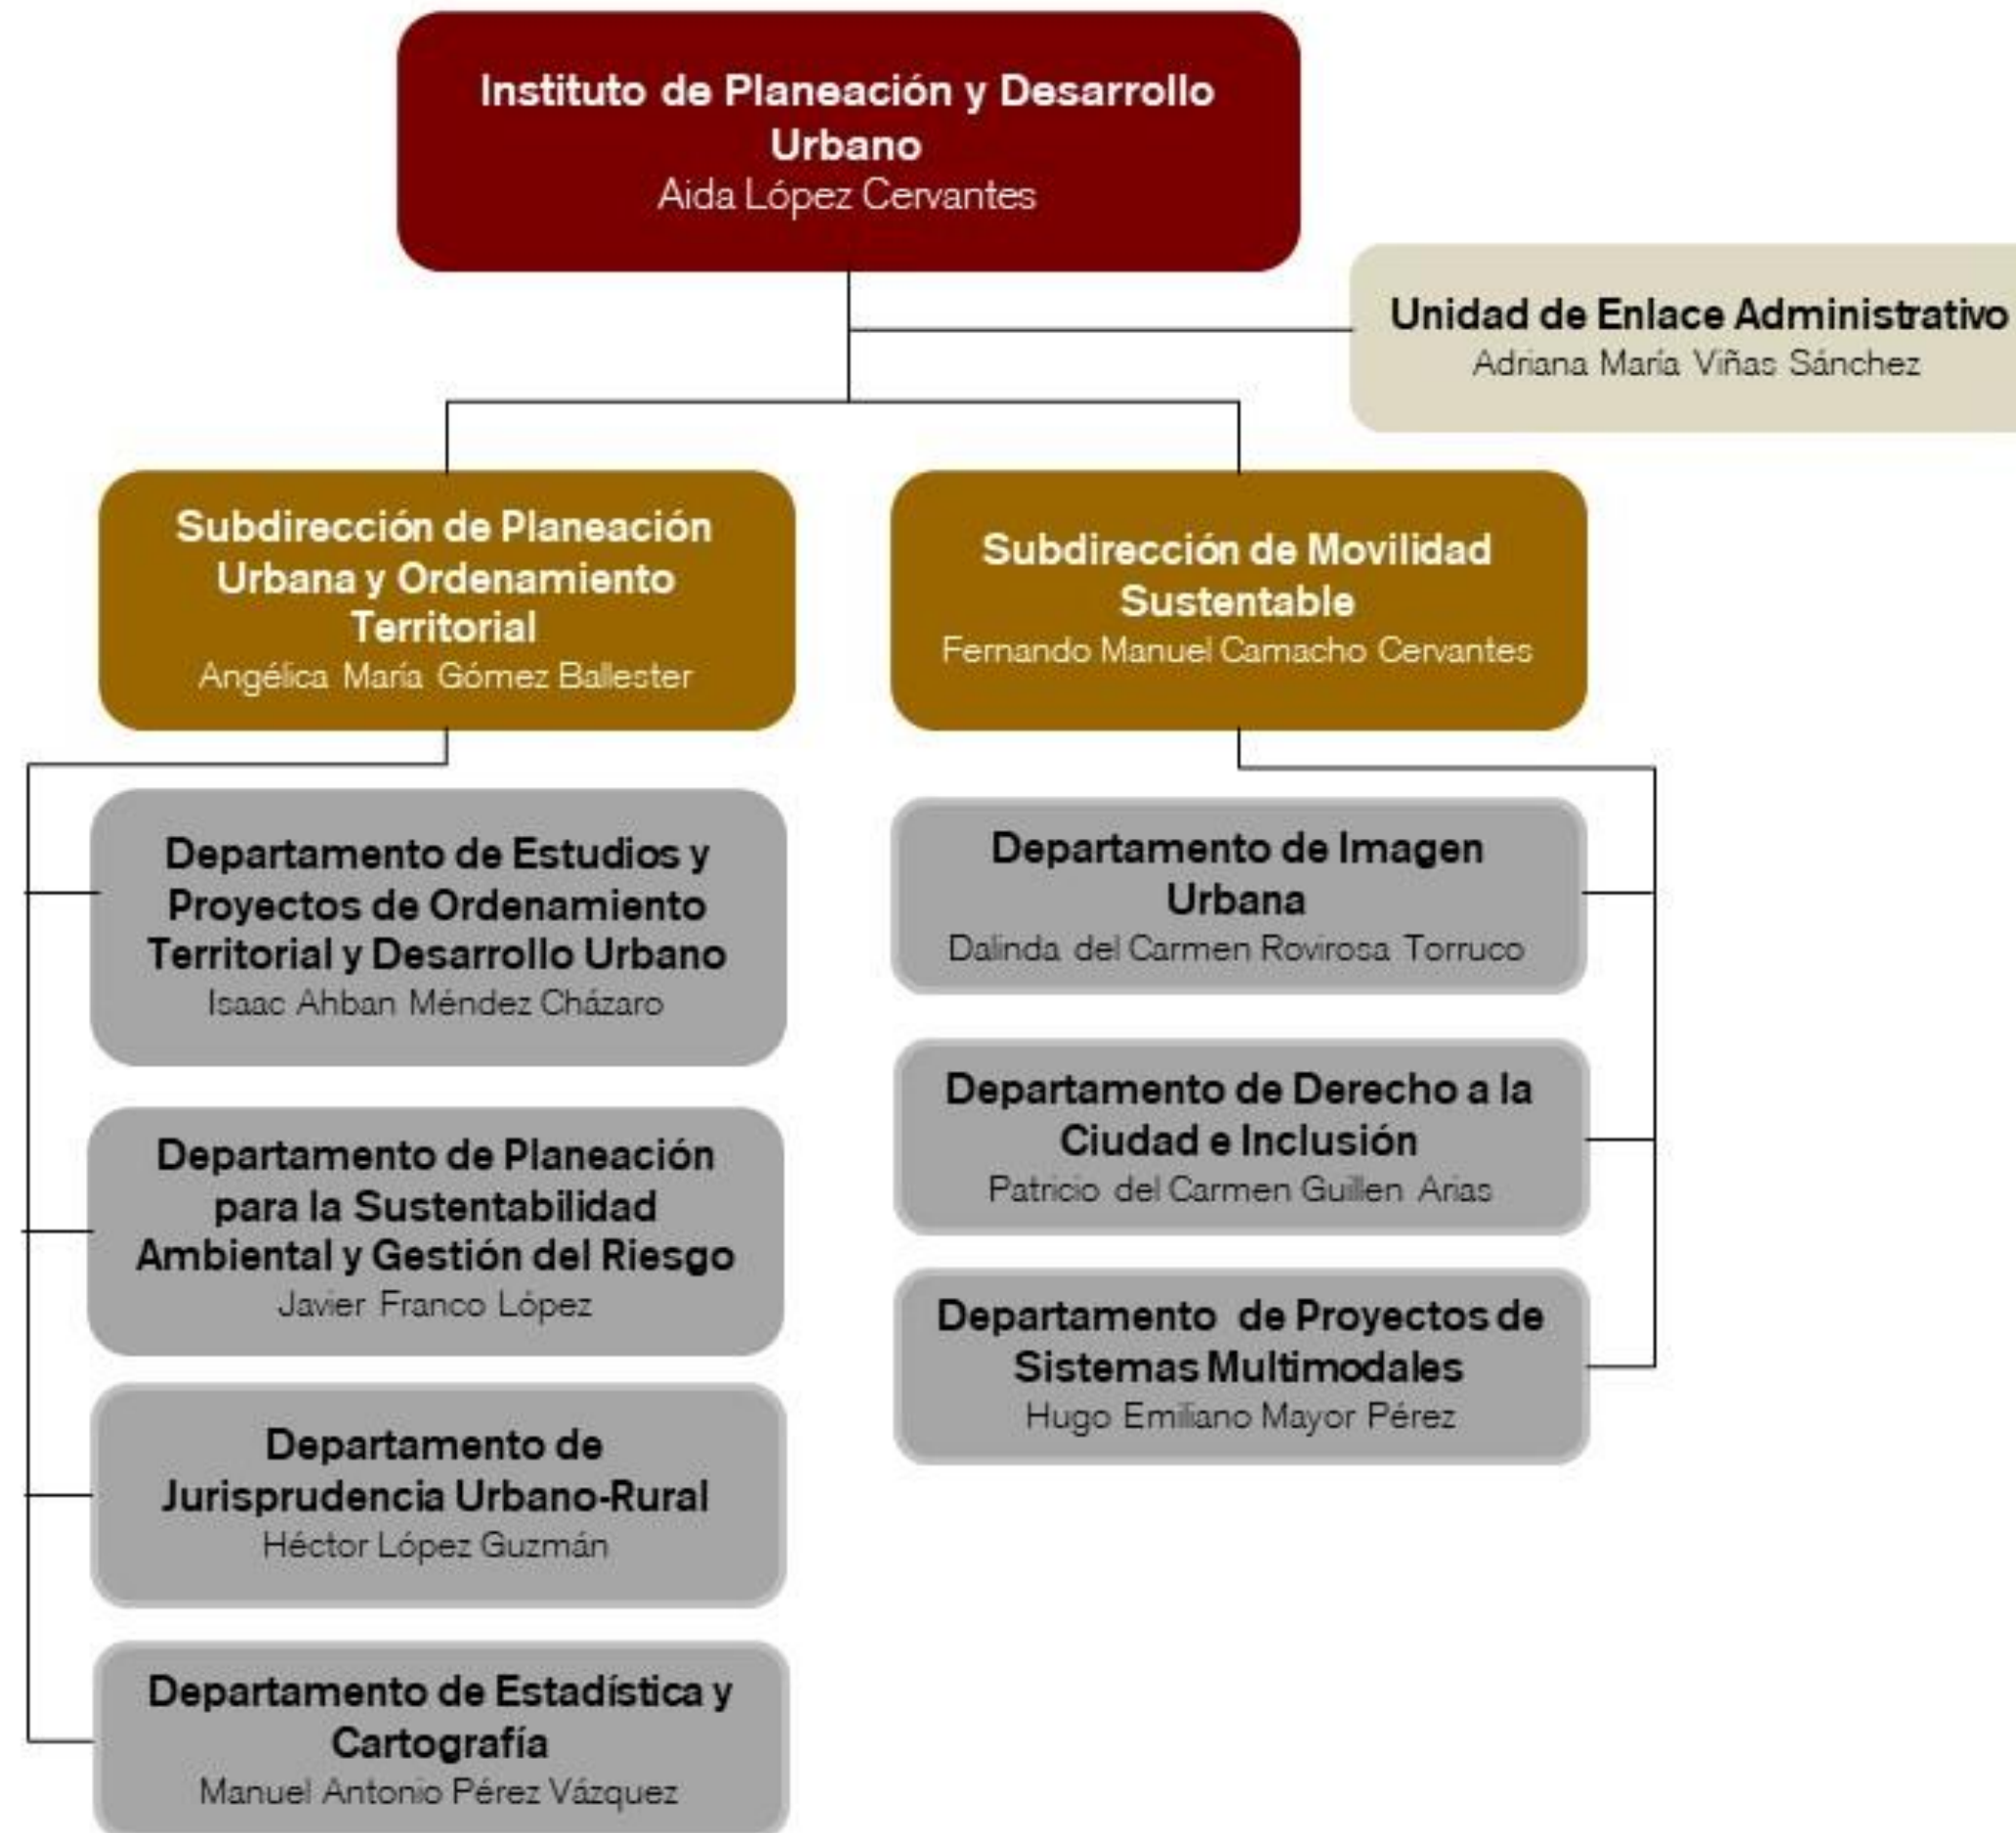 Instituto de Planeación y Desarrollo
Urbano
Aida López Cervantes
Unidad de Enlace Administrativo
Adriana María Viñas Sánchez
Subdirección de Planeación
Urbana y Ordenamiento
Territorial
Angélica María Gómez Ballester
Subdirección de Movilidad
Sustentable
Fernando Manuel Camacho Cervantes
Departamento de Estudios y
Proyectos de Ordenamiento
Territorial y Desarrollo Urbano
Isaac Ahban Méndez Cházaro
Departamento de Planeación
para la Sustentabilidad
Ambiental y Gestión del Riesgo
Javier Franco López
Departamento de
Jurisprudencia Urbano-Rural
Héctor López Guzmán
Departamento de Estadística y
Cartografía
Manuel Antonio Pérez Vázquez
Departamento de Imagen
Urbana
Dalinda del Carmen Rovirosa Torruco
Departamento de Derecho a la
Ciudad e Inclusión
Patricio del Carmen Guillen Arias
Departamento de Proyectos de
Sistemas Multimodales
Hugo Emiliano Mayor Pérez